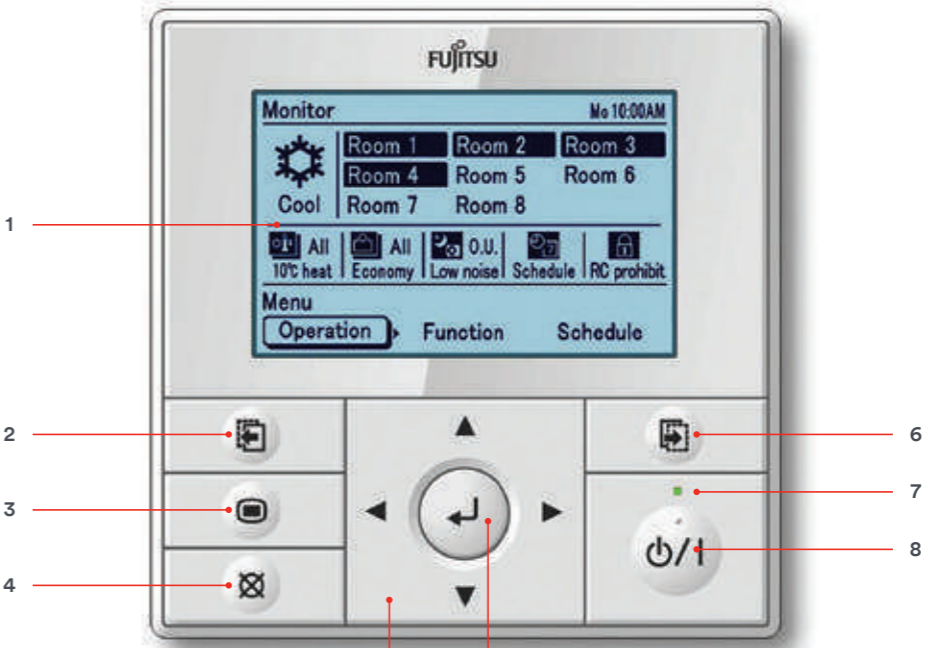 FUJITSU
Monitor Mo 10:00AM
Room 1 Room 2 Room 3
Room 4 Room 5 Room 6
Cool Room 7 Room 8
All All O.U.
10℃ heat Economy Low noise Schedule RC prohibit
Menu
Operation Function Schedule
1
2
3
4
6
7
8